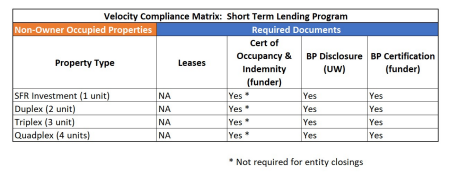 Velocity Compliance Matrix: Short Term Lending Program
Non-Owner Occupied Properties Required Documents
Property Type Leases Cert of Occupancy & Indemnity (funder) BP Disclosure (UW) BP Certification (funder)
SFR Investment (1 unit) NA Yes * Yes Yes
Duplex (2 unit) NA Yes * Yes Yes
Triplex (3 unit) NA Yes * Yes Yes
Quadplex (4 units) NA Yes * Yes Yes
* Not required for entity closings